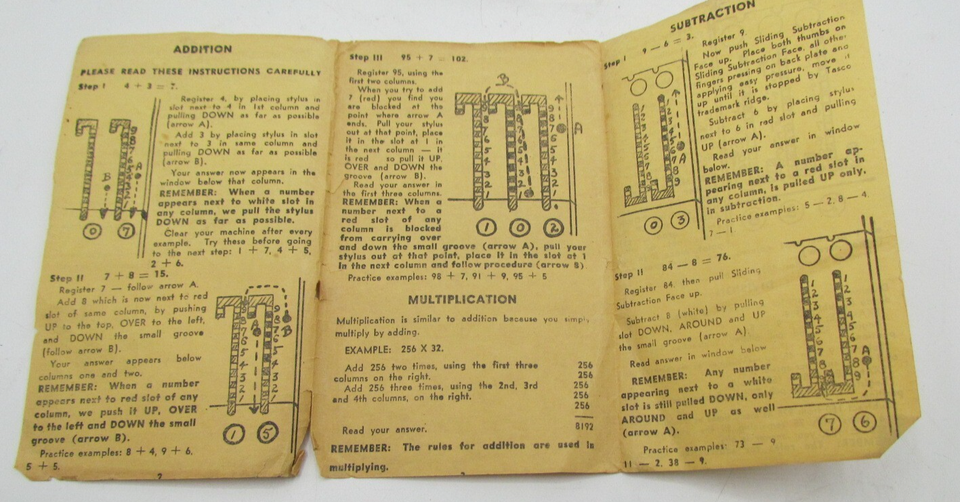 ADDITION
PLEASE READ THESE INSTRUCTIONS CAREFULLY
Step I 4 + 3 = 7.
Register 4, by placing stylus in
slot next to 4 in 1st column and
pulling DOWN as far as possible
(arrow A).
Add 3 by placing stylus in slot
next to 3 in same column and
pulling DOWN as far as possible
(arrow B).
Your answer now appears in the
window below that column.
REMEMBER: When a number
appears next to white slot in
any column, we pull the stylus
DOWN as far as possible.
Clear your machine after every
example. Try these before going
to the next step: 1 + 7, 4 + 5,
2 + 6.
B
A
0 7
Step II 7 + 8 = 15.
Register 7 — follow arrow A.
Add 8 which is now next to red
slot of same column, by pushing
UP to the top, OVER to the left,
and DOWN the small groove
(follow arrow B).
Your answer appears below
columns one and two.
REMEMBER: When a number
appears next to red slot of any
column, we push it UP, OVER
to the left and DOWN the small
groove (arrow B).
Practice examples: 8 + 4, 9 + 6,
5 + 5.
A
B
1 5
2
Step III 95 + 7 = 102.
Register 95, using the
first two columns.
When you try to add
7 (red) you find you
are blocked at the
point where arrow A
ends. Pull your stylus
out at that point, place
it in the slot at 1 in
the next column — it
is red so pull it UP,
OVER and DOWN the
groove (arrow B).
Read your answer in
the first three columns.
REMEMBER: When a
number next to a
red slot of any
column is blocked
from carrying over
and down the small groove (arrow A), pull your
stylus out at that point, place it in the slot at 1
in the next column and follow procedure (arrow B)
Practice examples: 98 + 7, 91 + 9, 95 + 5
B
A
1 0 2
MULTIPLICATION
Multiplication is similar to addition because you simply
multiply by adding.
EXAMPLE: 256 X 32.
Add 256 two times, using the first three
columns on the right.
Add 256 three times, using the 2nd, 3rd
and 4th columns, on the right.
256
256
256
256
256
Read your answer. 8192
REMEMBER: The rules for addition are used in
multiplying.
SUBTRACTION
Step I 9 — 6 = 3.
Register 9
Now push Sliding Subtraction
Face up. Place both thumbs on
Sliding Subtraction Face, all other
fingers pressing on back plate and
applying easy pressure, move it
up until it is stopped by Tasco
trademark ridge.
Subtract 6 by placing stylus
next to 6 in red slot and pulling
UP (arrow A).
Read your answer in window
below.
REMEMBER: A number ap-
pearing next to a red slot in
any column, is pulled UP only.
in subtraction.
Practice examples: 5 — 2, 8 — 4,
7 — 1
A
0 3
Step II 84 — 8 = 76.
Register 84, then pull Sliding
Subtraction Face up.
Subtract 8 (white) by pulling
slot DOWN, AROUND and UP
the small groove (arrow A)
Read answer in window below
REMEMBER: Any number
appearing next to a white
slot is still pulled DOWN, only
AROUND and UP as well
(arrow A).
Practice examples: 73 — 9
11 — 2, 38 — 9.
A
7 6